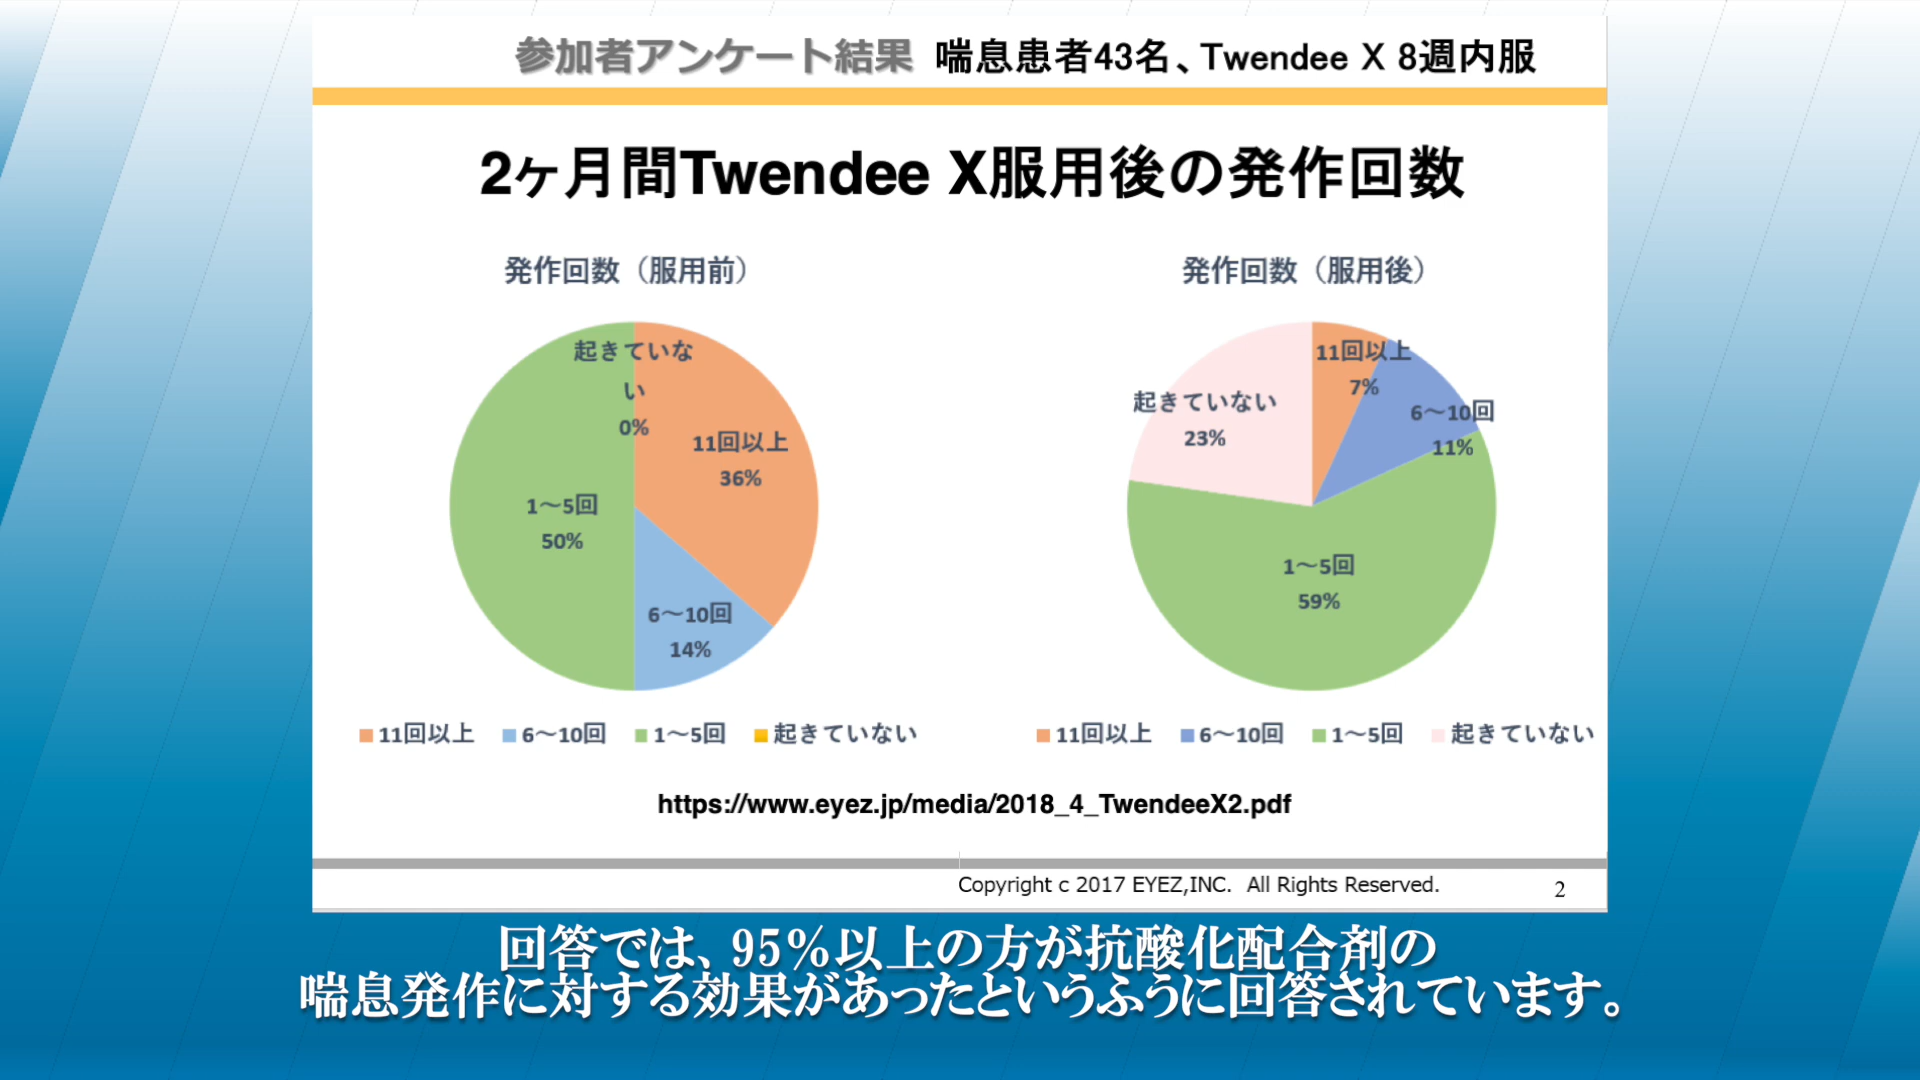 参加者アンケート結果 喘息患者43名、Twendee X 8週内服
2ヶ月間Twendee X服用後の発作回数
発作回数（服用前）
起きていな
い
0%
11回以上
36%
1～5回
50%
6～10回
14%
11回以上 6～10回 1～5回 起きていない
発作回数（服用後）
11回以上
7%
起きていない
23%
6～10回
11%
1～5回
59%
11回以上 6～10回 1～5回 起きていない
https://www.eyez.jp/media/2018_4_TwendeeX2.pdf
Copyright c 2017 EYEZ,INC. All Rights Reserved.
2
回答では、95%以上の方が抗酸化配合剤の
喘息発作に対する効果があったというふうに回答されています。